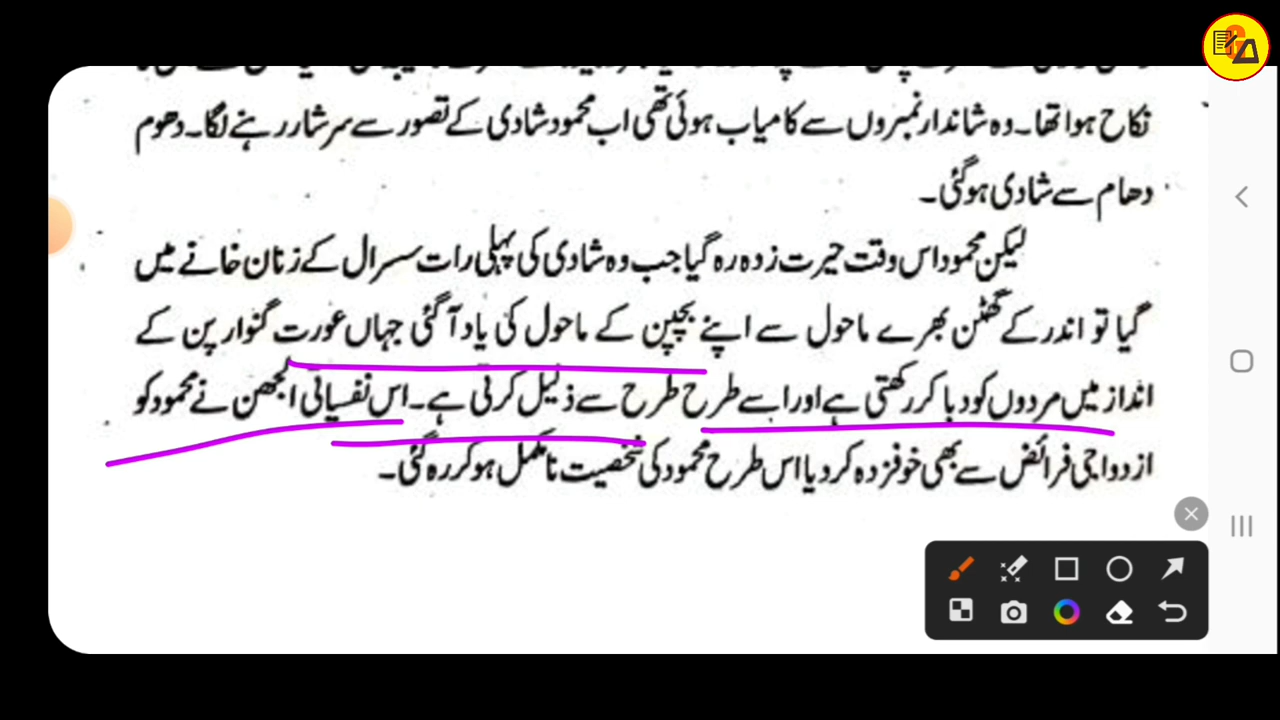 نکاح ہوا تھا۔ وہ شاندار نمبروں سے کامیاب ہوئی تھی اب محمود شادی کے تصور سے سرشار رہنے لگا۔ دھوم
دھام سے شادی ہوگئی۔
لیکن محمود اس وقت حیرت زدہ رہ گیا جب وہ شادی کی پہلی رات سسرال کے زنان خانے میں
گیا تو اندر کے گھٹن بھرے ماحول سے اپنے بچپن کے ماحول کی یاد آگئی جہاں عورت گنوار پن کے
انداز میں مردوں کو دبا کر رکھتی ہے اور اسے طرح طرح سے ذلیل کرتی ہے۔ اس نفسیاتی الجھن نے محمود کو
ازدواجی فرائض سے بھی خوفزدہ کر دیا اس طرح محمود کی شخصیت نامکمل ہو کر رہ گئی۔